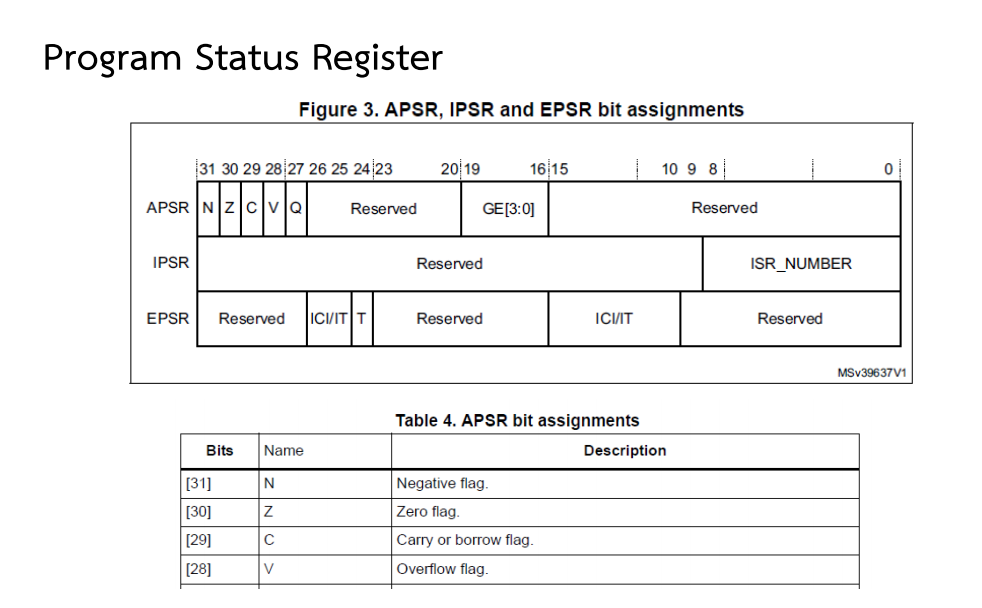 Program Status Register
Figure 3. APSR, IPSR and EPSR bit assignments
31 30 29 28 27 26 25 24 23 20 19 16 15 10 9 8 0
APSR N Z C V Q Reserved GE[3:0] Reserved
IPSR Reserved ISR_NUMBER
EPSR Reserved ICI/IT T Reserved ICI/IT Reserved
MSv39637V1
Table 4. APSR bit assignments
Bits Name Description
[31] N Negative flag.
[30] Z Zero flag.
[29] C Carry or borrow flag.
[28] V Overflow flag.